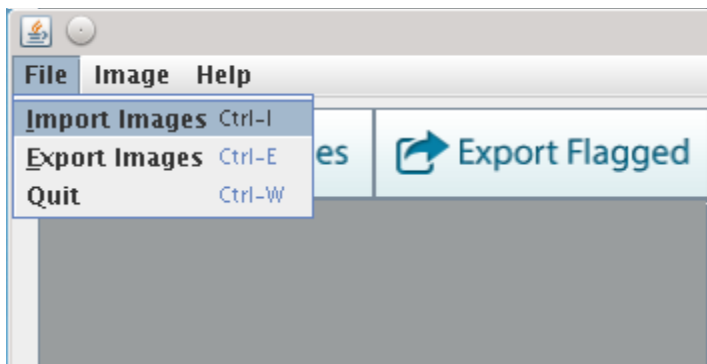 File Image Help
Import Images Ctrl-I
Export Images Ctrl-E
Quit Ctrl-W
es
Export Flagged